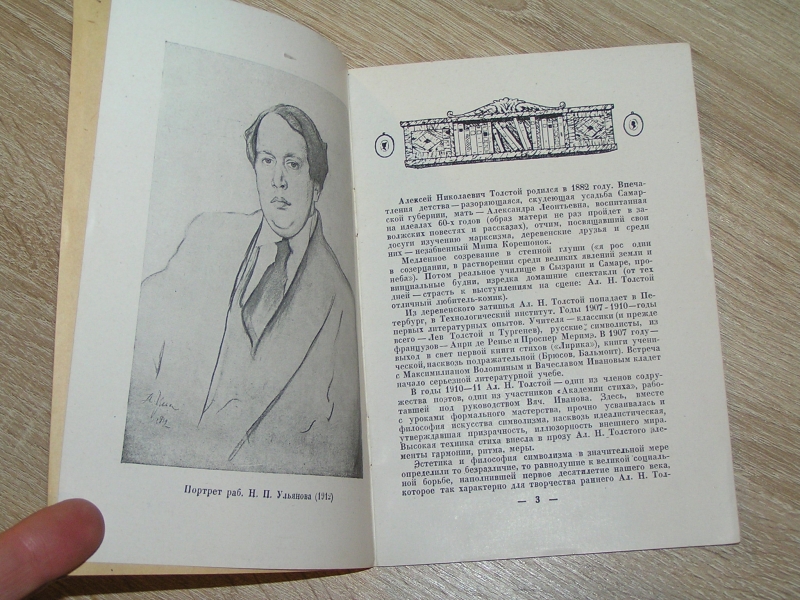 Портрет раб. Н. П. Ульянова (1912)
Алексей Николаевич Толстой родился в 1882 году. Впеча-
тления детства — разоряющаяся, скудеющая усадьба Самар-
ской губернии, мать — Александра Леонтьевна, воспитанная
на идеалах 60-х годов (образ матери не раз пройдет в за-
волжских повестях и рассказах), отчим, посвящавший свои
досуги изучению марксизма, деревенские друзья и среди
них — незабвенный Миша Коряшонок.
Медленное созревание в степной глуши («я рос один
в созерцании, в растворении среди великих явлений земли и
неба»). Потом реальное училище в Сызрани и Самаре, про-
винциальные будни, изредка домашние спектакли (от тех
дней — страсть к выступлениям на сцене: Ал. Н. Толстой
отличный любитель-комик).
Из деревенского затишья Ал. Н. Толстой попадает в Пе-
тербург, в Технологический институт. Годы 1907-1910 — годы
первых литературных опытов. Учителя — классики (и прежде
всего — Лев Толстой и Тургенев), русские символисты, из
французов — Анри де Ренье и Проспер Мериме. В 1907 году —
выход в свет первой книги стихов («Лирика»), книги учени-
ческой, насквозь подражательной (Брюсов, Бальмонт). Встреча
с Максимилианом Волошиным и Вячеславом Ивановым кладет
начало серьезной литературной учебе.
В годы 1910—11 Ал. Н. Толстой — один из членов содру-
жества поэтов, один из участников «Академии стиха», рабо-
тавшей под руководством Вяч. Иванова. Здесь, вместе
с уроками формального мастерства, прочно усваивалась и
философия искусства символизма, насквозь идеалистическая,
утверждавшая призрачность, иллюзорность внешнего мира.
Высокая техника стиха внесла в прозу Ал. Н. Толстого эле-
менты гармонии, ритма, меры.
Эстетика и философия символизма в значительной мере
определили то безразличие, то равнодушие к великой социаль-
ной борьбе, наполнившей первое десятилетие нашего века,
которое так характерно для творчества раннего Ал. Н. Тол-
— 3 —